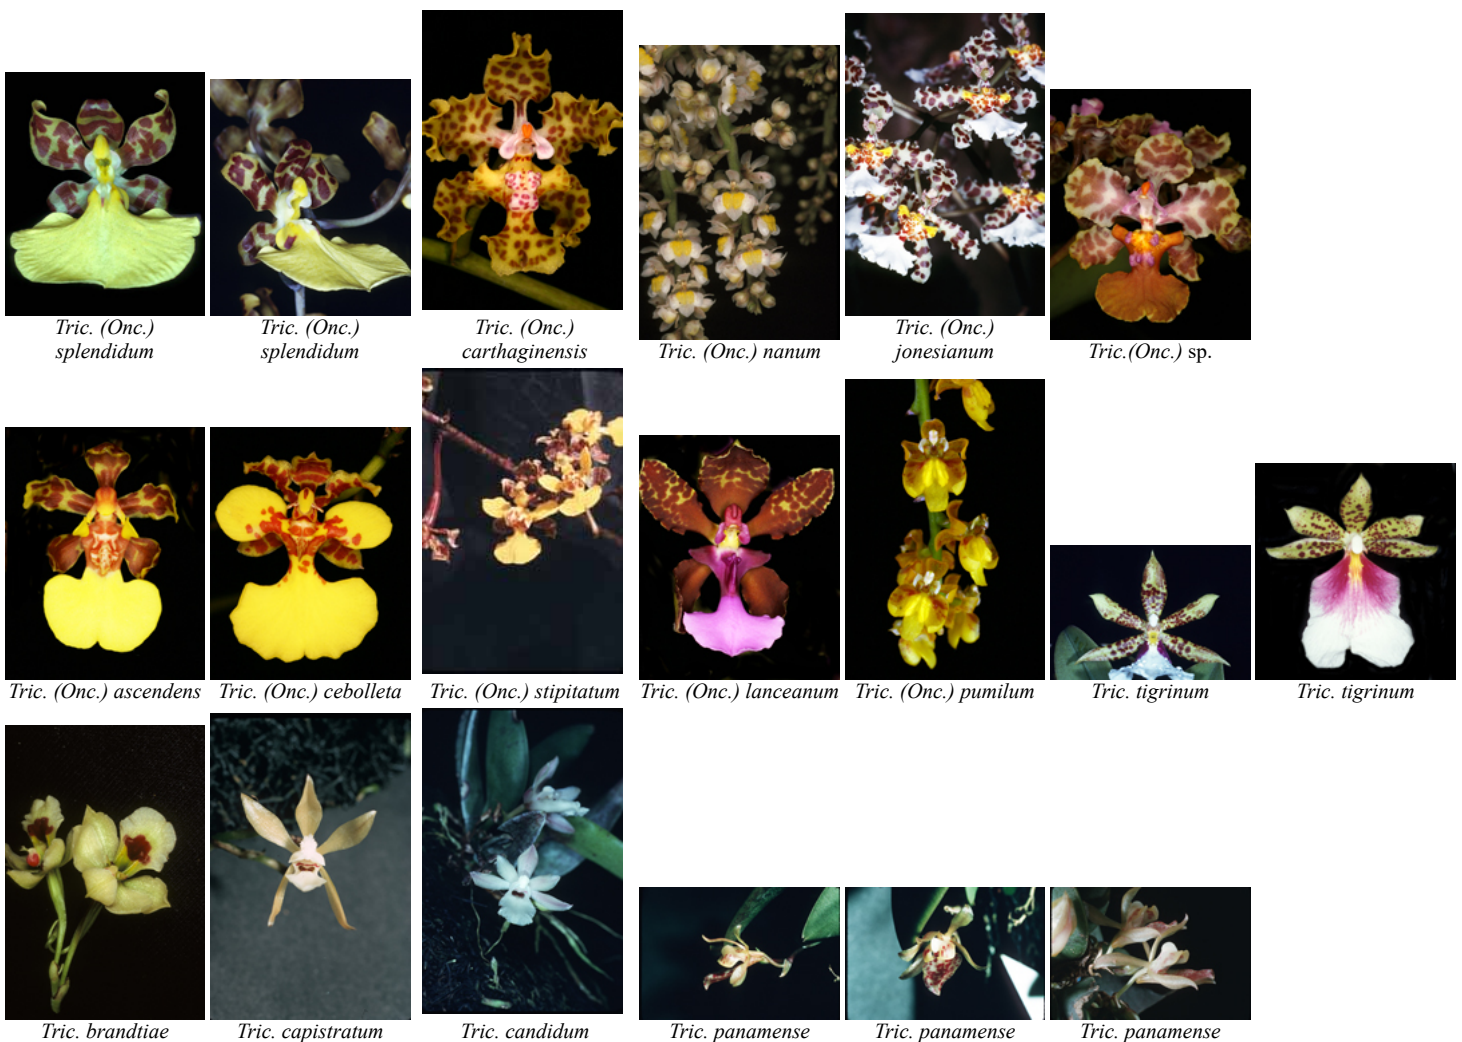 Tric. (Onc.)
splendidum
Tric. (Onc.)
splendidum
Tric. (Onc.)
carthaginensis
Tric. (Onc.) nanum
Tric. (Onc.)
jonesianum
Tric.(Onc.) sp.
Tric. (Onc.) ascendens
Tric. (Onc.) cebolleta
Tric. (Onc.) stipitatum
Tric. (Onc.) lanceanum
Tric. (Onc.) pumilum
Tric. tigrinum
Tric. tigrinum
Tric. brandtiae
Tric. capistratum
Tric. candidum
Tric. panamense
Tric. panamense
Tric. panamense